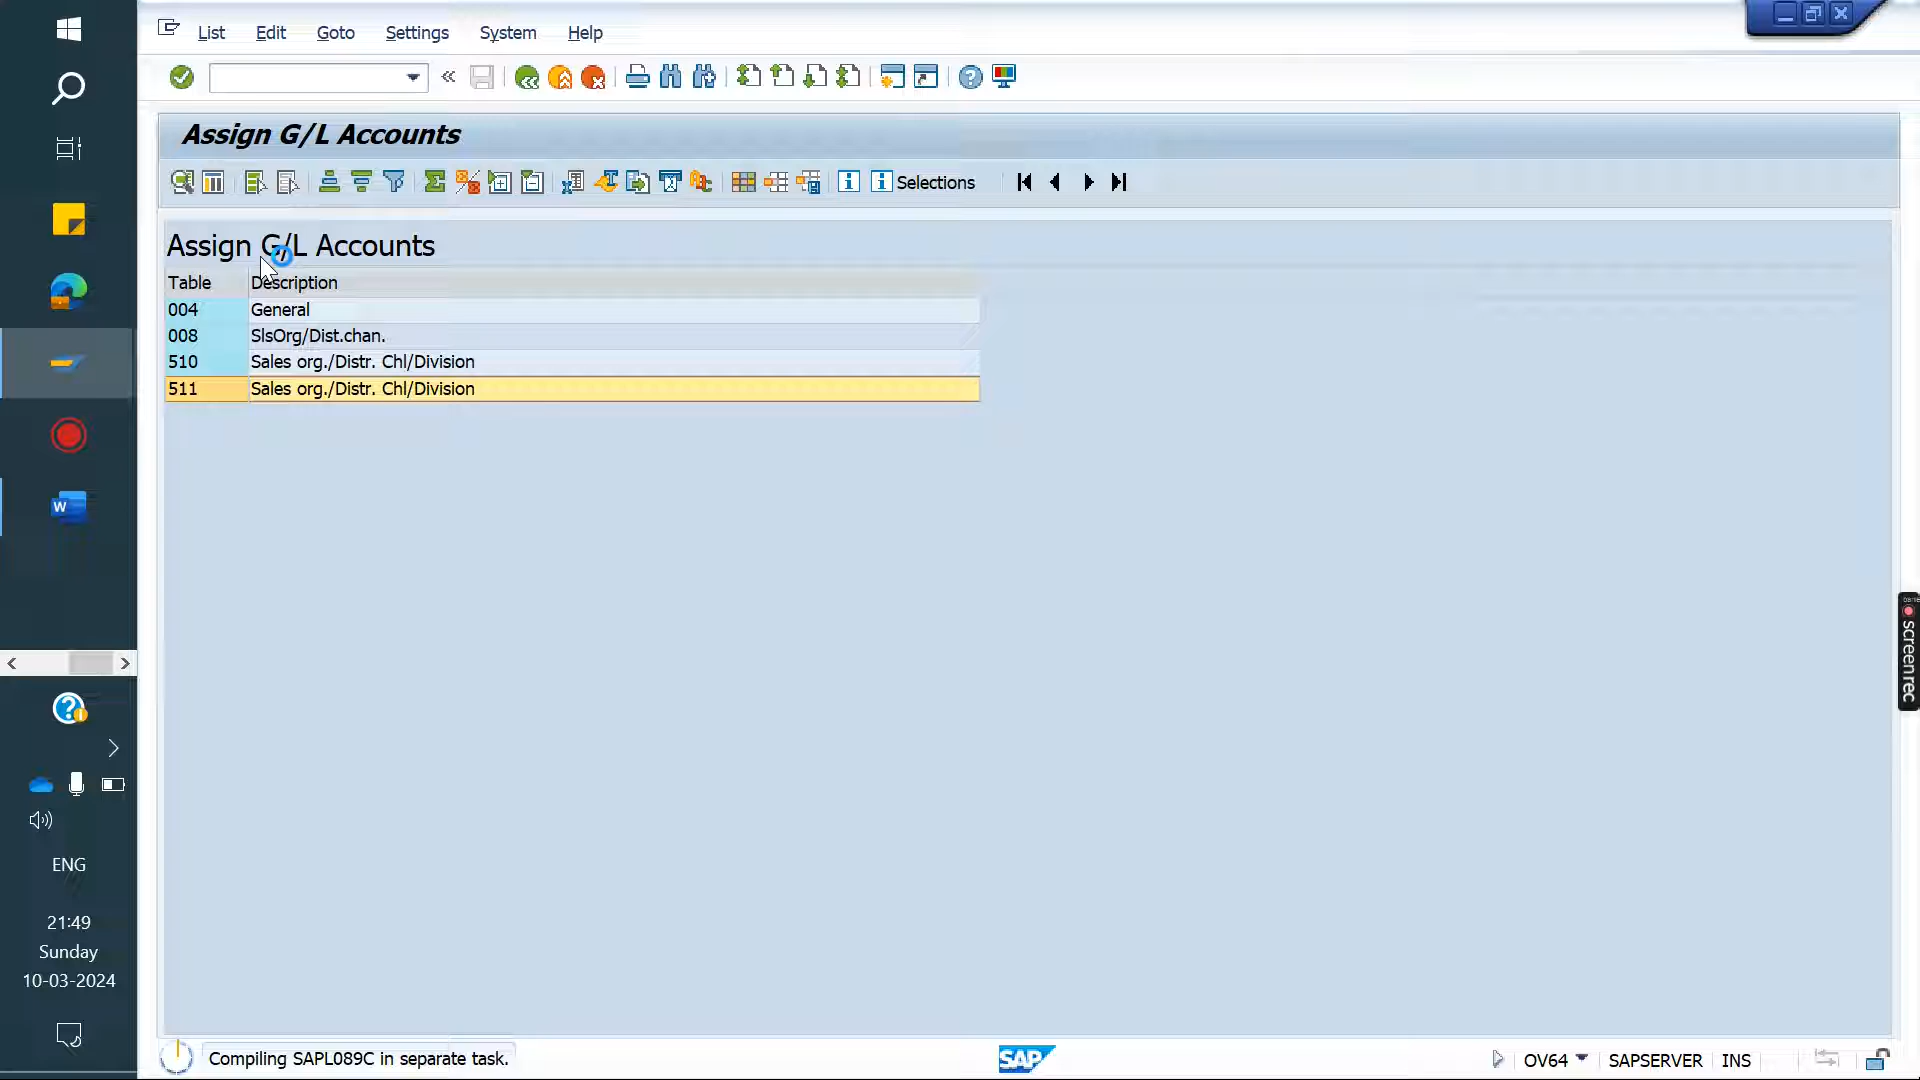 List Edit Goto Settings System Help
Assign G/L Accounts
Selections
Assign G/L Accounts
Table Description
004 General
008 SlsOrg/Dist.chan.
510 Sales org./Distr. Chl/Division
511 Sales org./Distr. Chl/Division
ENG
21:49
Sunday
10-03-2024
screenrec
Compiling SAPL089C in separate task.
SAP
OV64 SAPSERVER INS